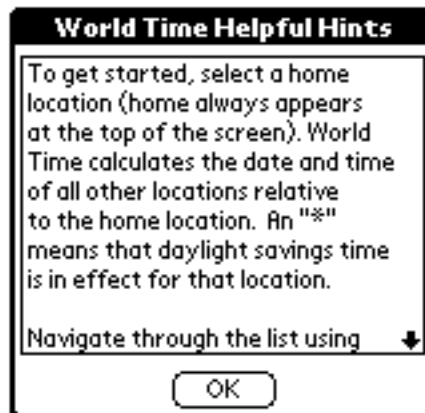 World Time Helpful Hints
To get started, select a home
location (home always appears
at the top of the screen). World
Time calculates the date and time
of all other locations relative
to the home location. An "*"
means that daylight savings time
is in effect for that location.
Navigate through the list using
OK